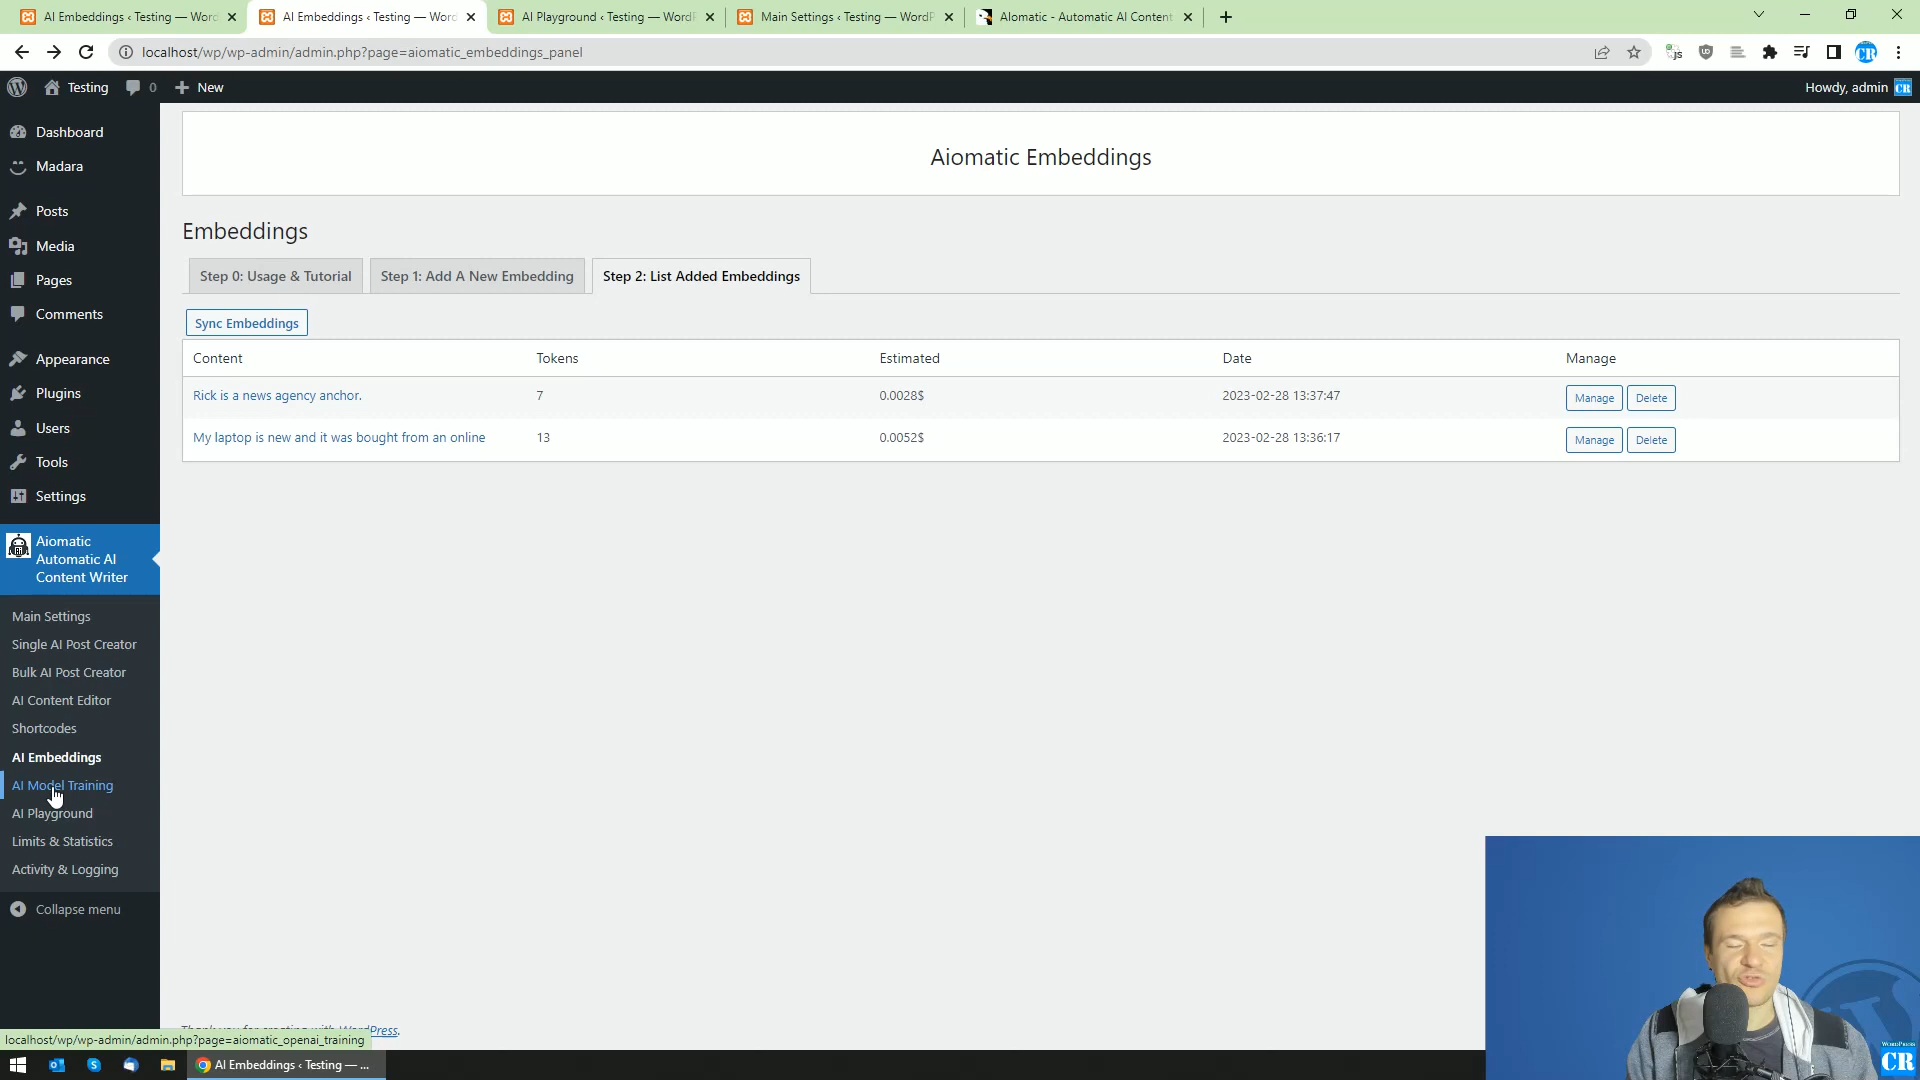 AI Embeddings ‹ Testing — Word
AI Embeddings ‹ Testing — Word
AI Playground ‹ Testing — WordP
Main Settings ‹ Testing — WordP
AIomatic - Automatic AI Content
localhost/wp/wp-admin/admin.php?page=aiomatic_embeddings_panel
Testing
0
New
Howdy, admin
Dashboard
Madara
Posts
Media
Pages
Comments
Appearance
Plugins
Users
Tools
Settings
Aiomatic
Automatic AI
Content Writer
Main Settings
Single AI Post Creator
Bulk AI Post Creator
AI Content Editor
Shortcodes
AI Embeddings
AI Model Training
AI Playground
Limits & Statistics
Activity & Logging
Collapse menu
Aiomatic Embeddings
Embeddings
Step 0: Usage & Tutorial
Step 1: Add A New Embedding
Step 2: List Added Embeddings
Sync Embeddings
Content Tokens Estimated Date Manage
Rick is a news agency anchor. 7 0.0028$ 2023-02-28 13:37:47 Manage Delete
My laptop is new and it was bought from an online 13 0.0052$ 2023-02-28 13:36:17 Manage Delete
Thank you for creating with WordPress.
localhost/wp/wp-admin/admin.php?page=aiomatic_openai_training
AI Embeddings ‹ Testing — ...
WORDPRESS
CR